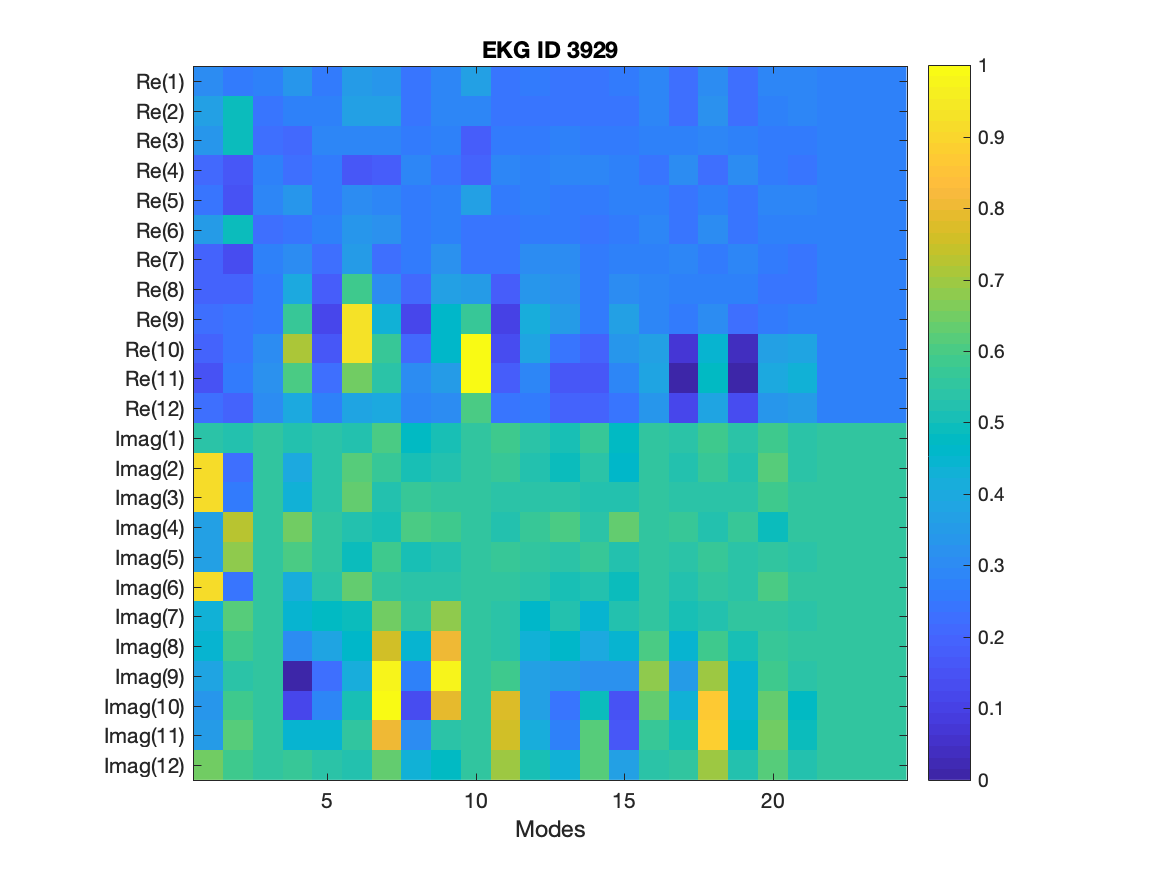 EKG ID 3929
Re(1)
Re(2)
Re(3)
Re(4)
Re(5)
Re(6)
Re(7)
Re(8)
Re(9)
Re(10)
Re(11)
Re(12)
Imag(1)
Imag(2)
Imag(3)
Imag(4)
Imag(5)
Imag(6)
Imag(7)
Imag(8)
Imag(9)
Imag(10)
Imag(11)
Imag(12)
5 10 15 20
Modes
1
0.9
0.8
0.7
0.6
0.5
0.4
0.3
0.2
0.1
0